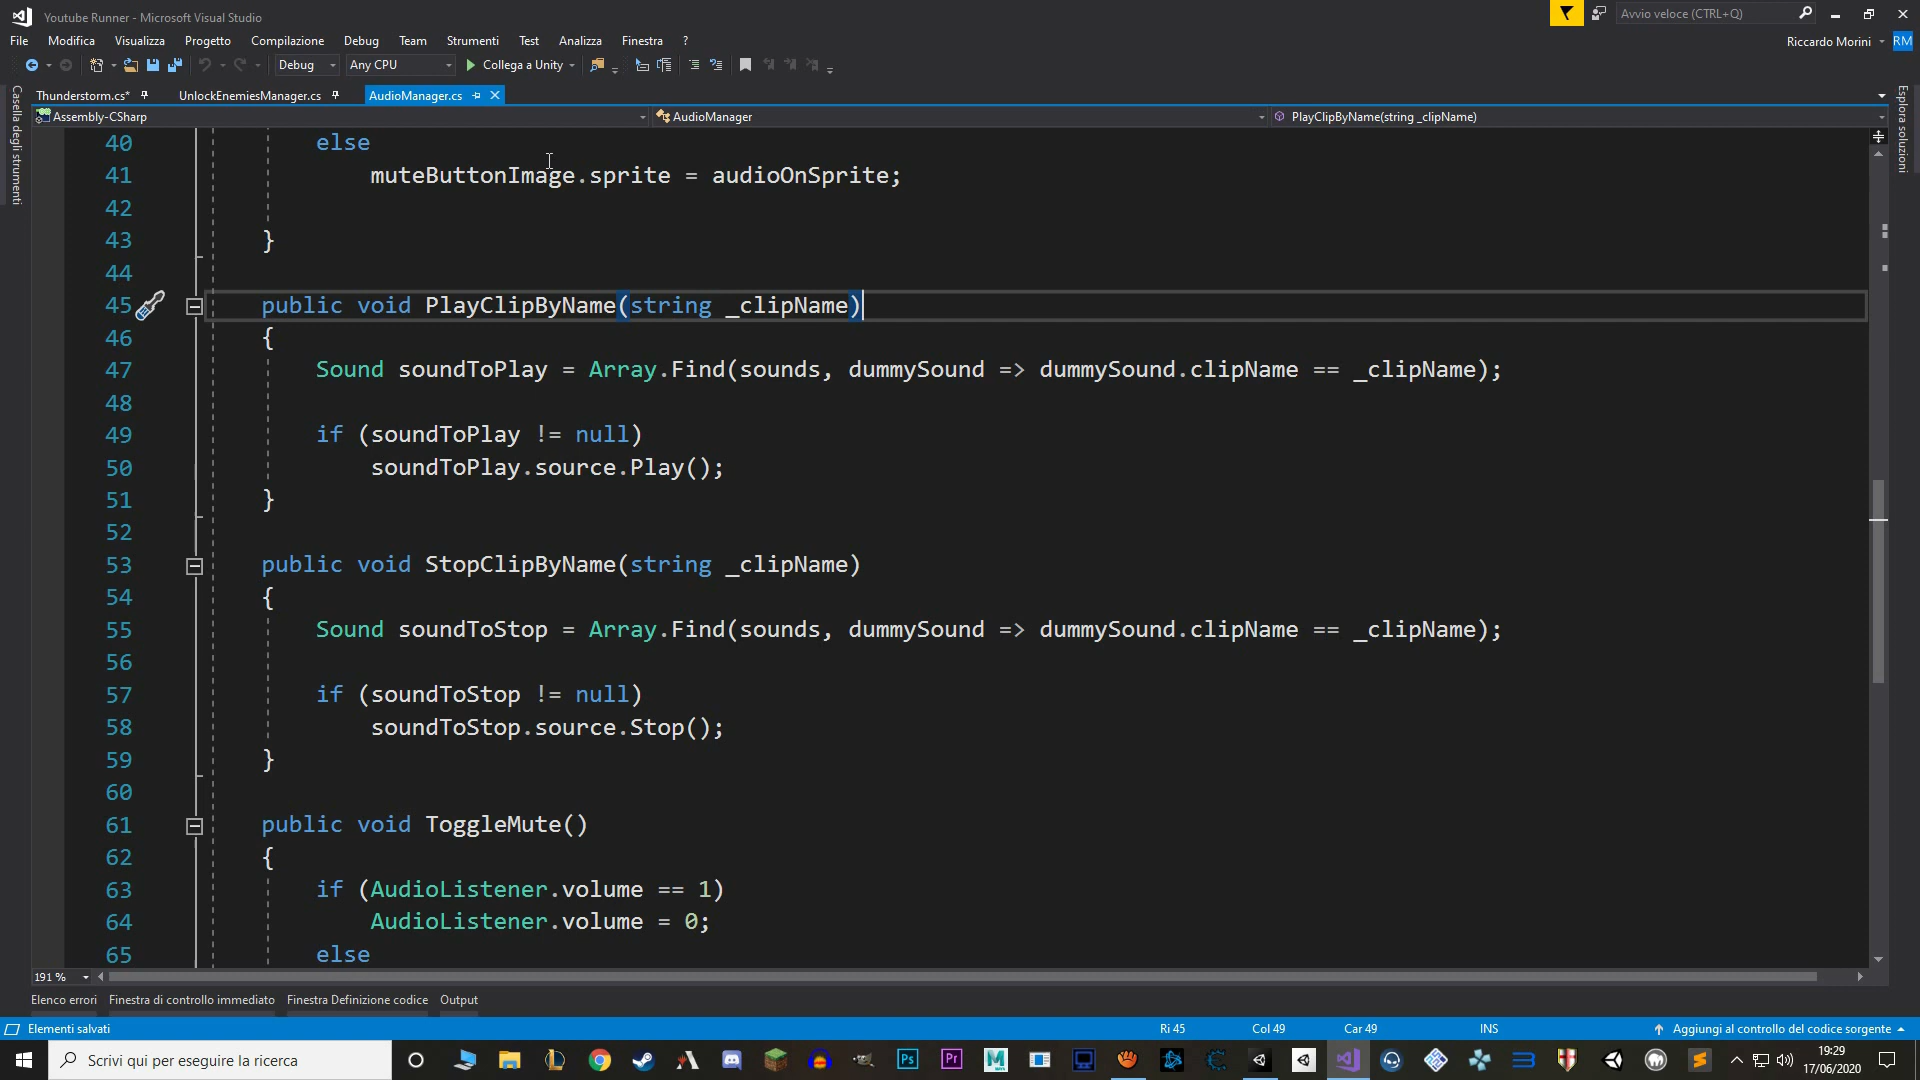 Youtube Runner - Microsoft Visual Studio
Avvio veloce (CTRL+Q)
File Modifica Visualizza Progetto Compilazione Debug Team Strumenti Test Analizza Finestra ?
Riccardo Morini RM
Debug Any CPU Collega a Unity
Casella degli strumenti
Thunderstorm.cs* UnlockEnemiesManager.cs AudioManager.cs
Esplora soluzioni
Assembly-CSharp AudioManager PlayClipByName(string _clipName)
40 else
41 muteButtonImage.sprite = audioOnSprite;
42
43 }
44
45 public void PlayClipByName(string _clipName)
46 {
47 Sound soundToPlay = Array.Find(sounds, dummySound => dummySound.clipName == _clipName);
48
49 if (soundToPlay != null)
50 soundToPlay.source.Play();
51 }
52
53 public void StopClipByName(string _clipName)
54 {
55 Sound soundToStop = Array.Find(sounds, dummySound => dummySound.clipName == _clipName);
56
57 if (soundToStop != null)
58 soundToStop.source.Stop();
59 }
60
61 public void ToggleMute()
62 {
63 if (AudioListener.volume == 1)
64 AudioListener.volume = 0;
65 else
191 %
Elenco errori Finestra di controllo immediato Finestra Definizione codice Output
Elementi salvati Ri 45 Col 49 Car 49 INS Aggiungi al controllo del codice sorgente
Scrivi qui per eseguire la ricerca
Ps Pr M
19:29
17/06/2020